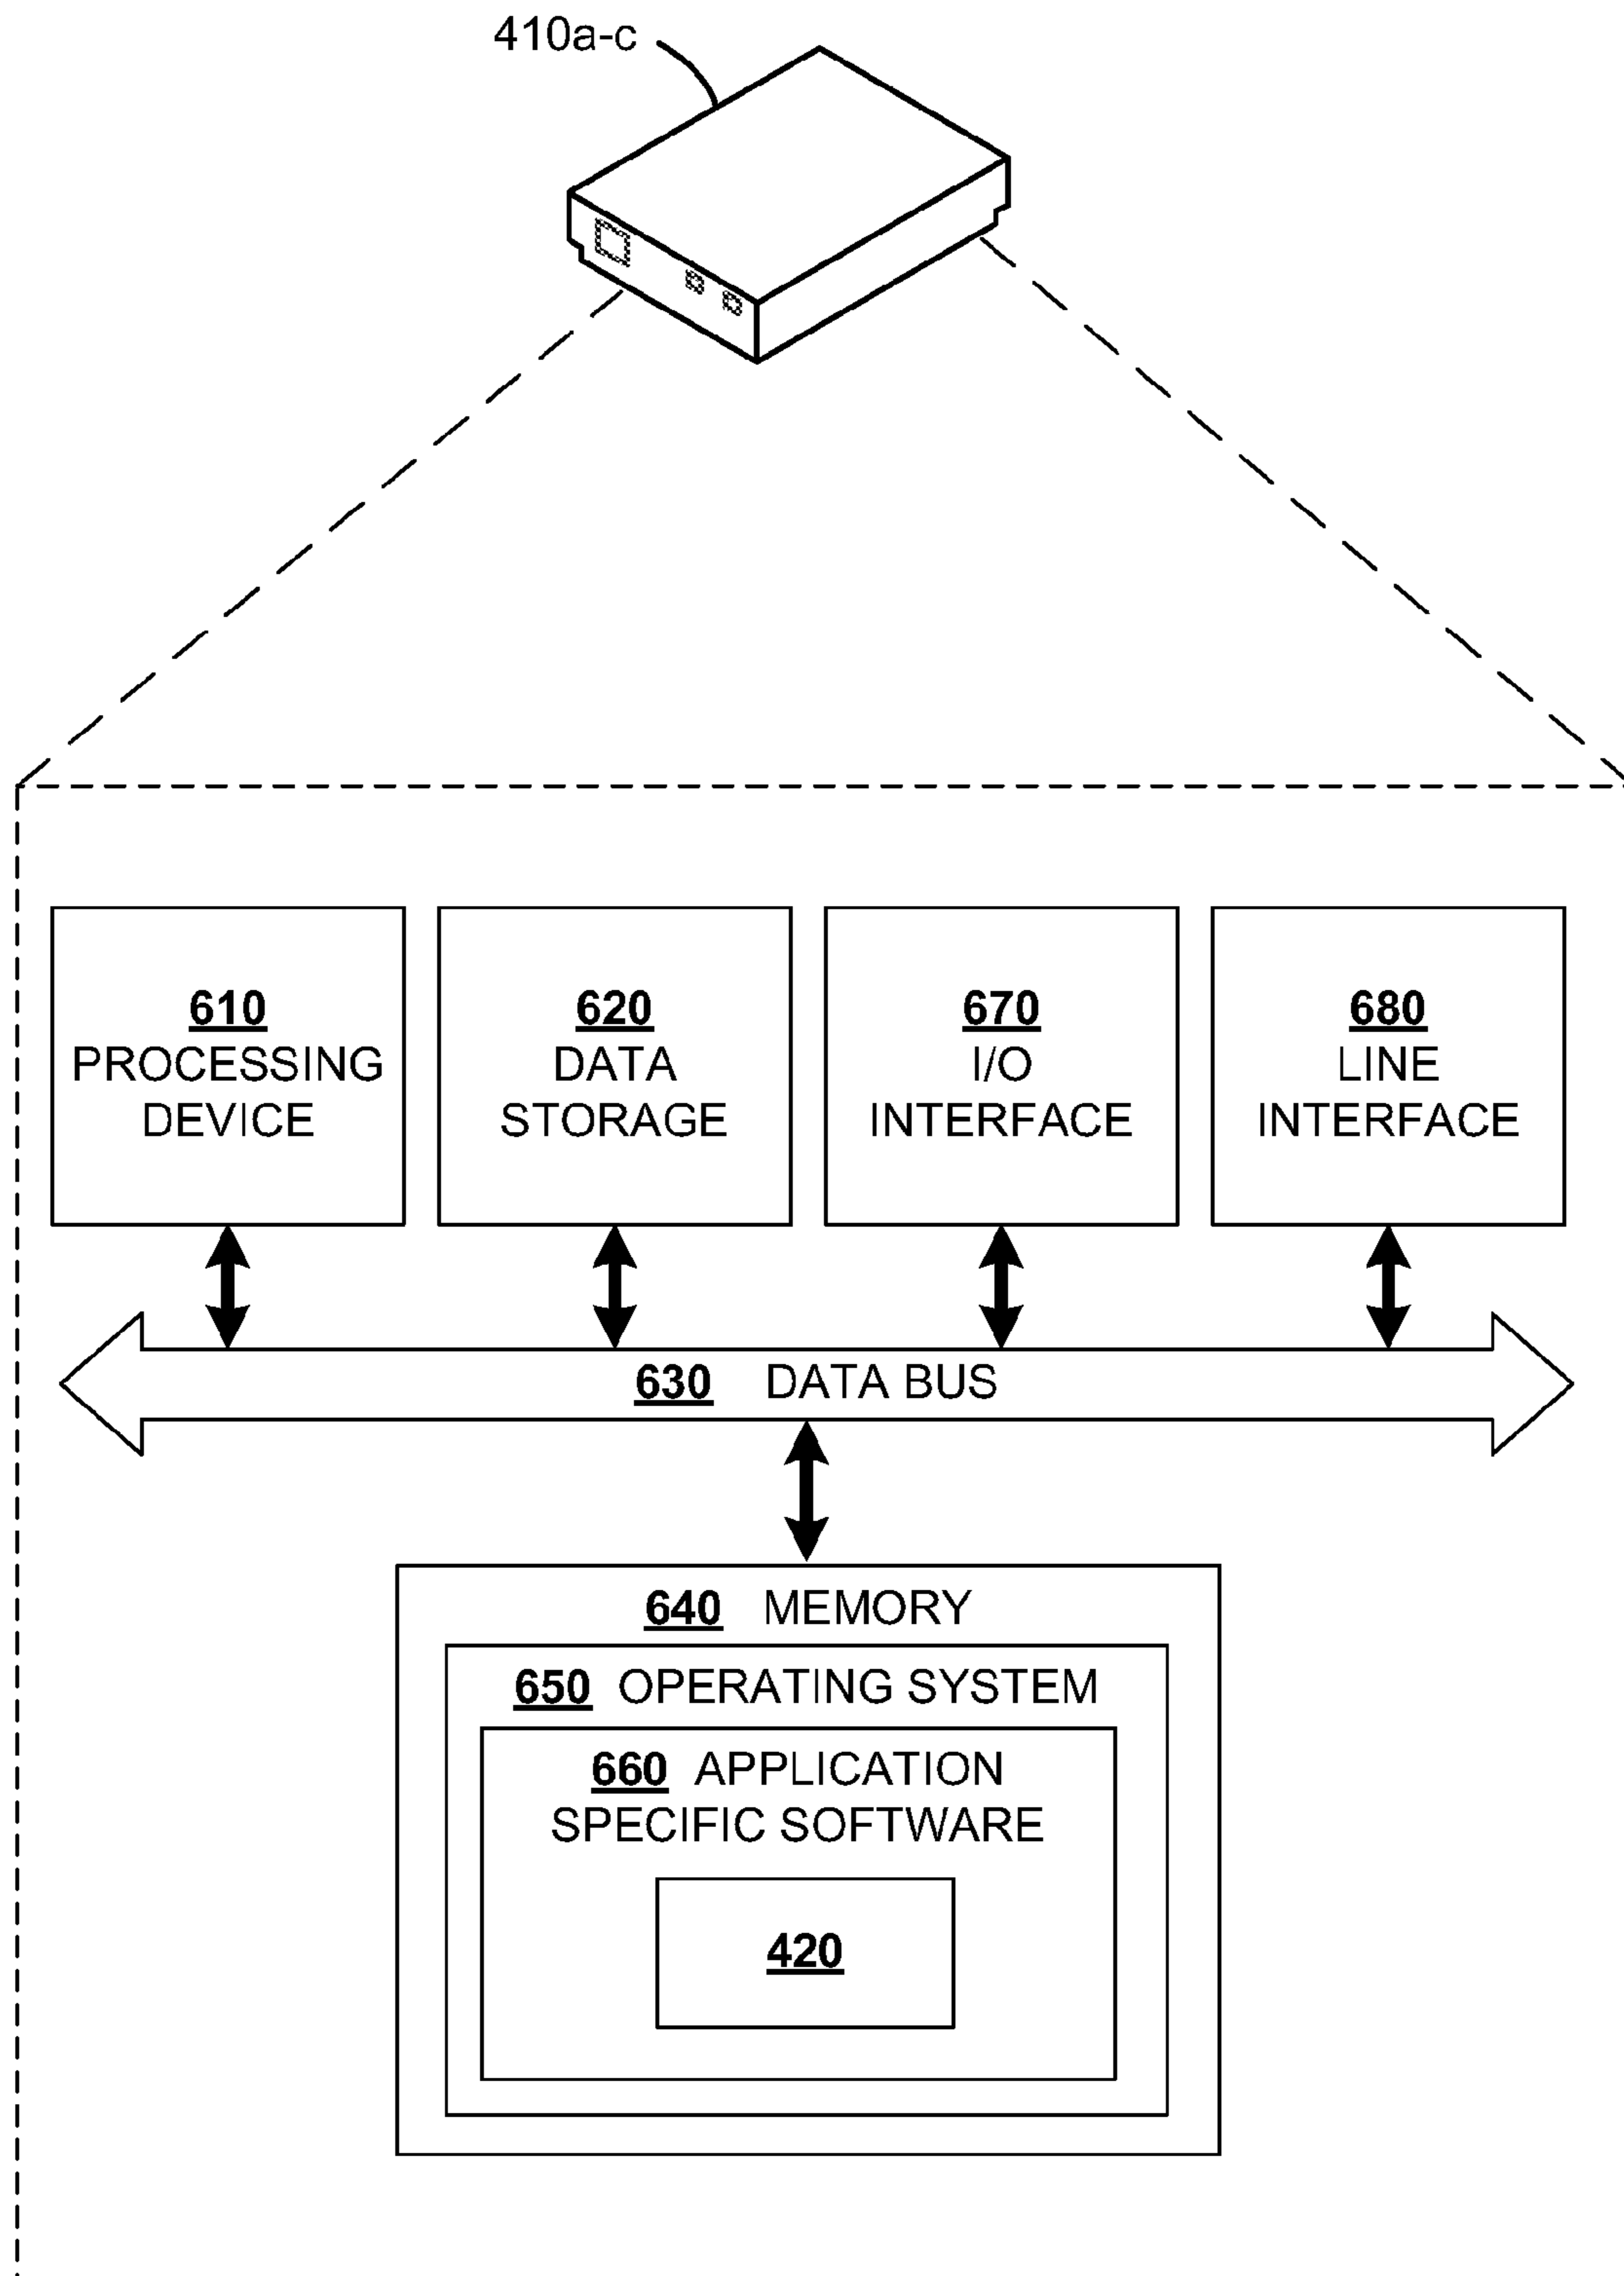 410a-c
610
PROCESSING
DEVICE
620
DATA
STORAGE
670
I/O
INTERFACE
680
LINE
INTERFACE
630 DATA BUS
640 MEMORY
650 OPERATING SYSTEM
660 APPLICATION
SPECIFIC SOFTWARE
420